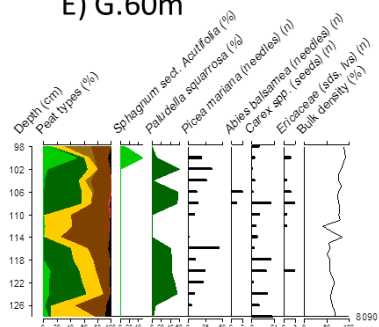 E) G.60m
Depth (cm)
Peat types (%)
Sphagnum sect. Acutifolia (%)
Paludella squarrosa (%)
Picea mariana (needles) (n)
Abies balsamea (needles) (n)
Carex spp. (seeds) (n)
Ericaceae (sds, lvs) (n)
Bulk density (%)
98
102
106
110
114
118
122
126
8090